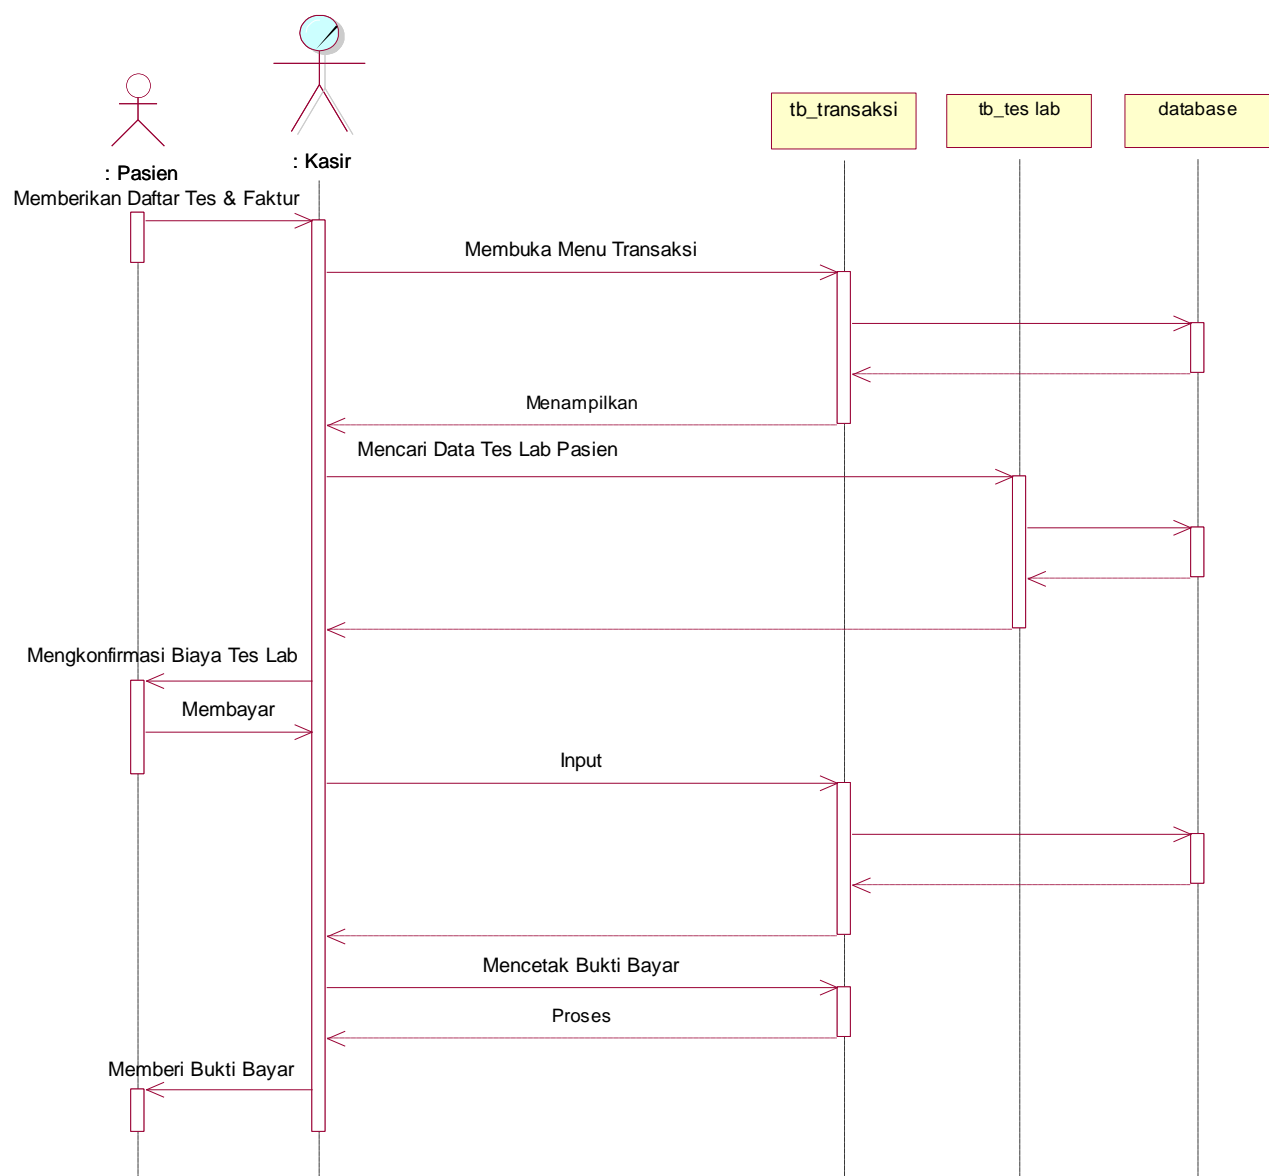 : Pasien
: Kasir
tb_transaksi
tb_tes lab
database
Memberikan Daftar Tes & Faktur
Membuka Menu Transaksi
Menampilkan
Mencari Data Tes Lab Pasien
Mengkonfirmasi Biaya Tes Lab
Membayar
Input
Mencetak Bukti Bayar
Proses
Memberi Bukti Bayar